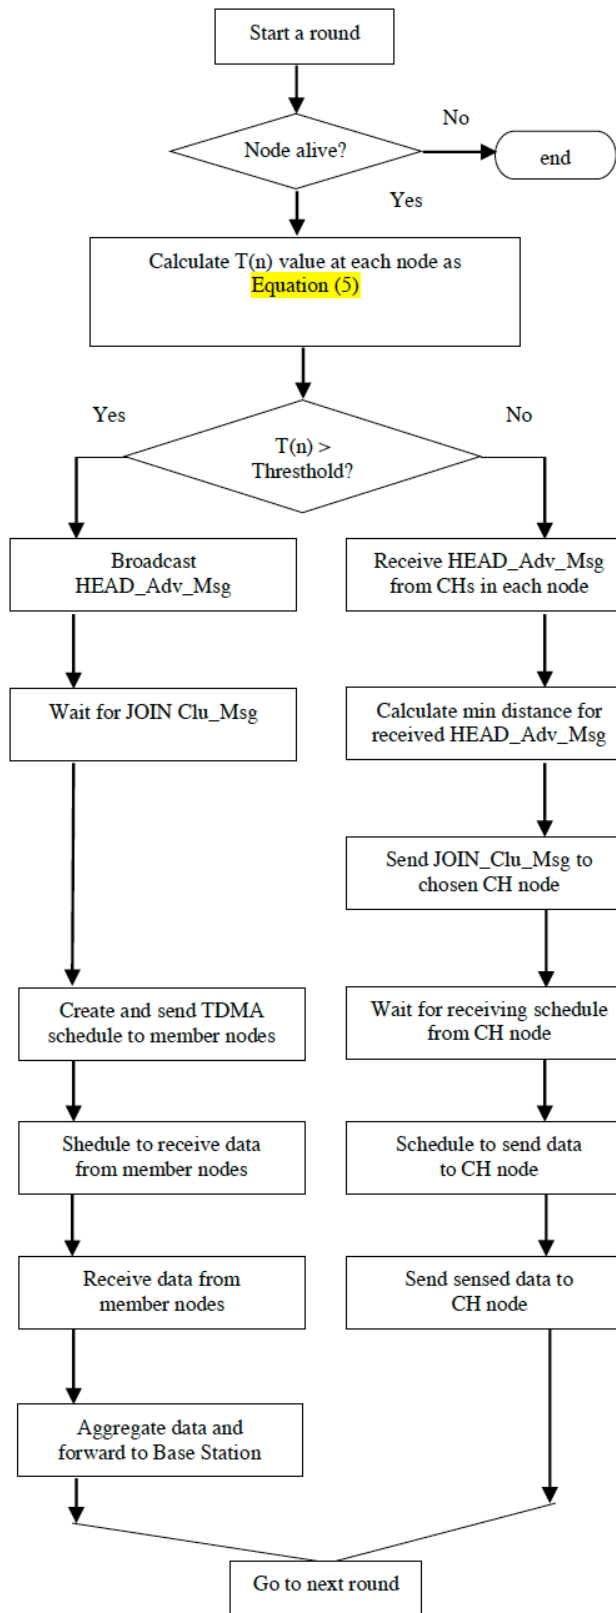 Start a round
No
Node alive?
end
Yes
Calculate T(n) value at each node as
Equation (5)
Yes
No
T(n) >
Thresthold?
Broadcast
HEAD_Adv_Msg
Receive HEAD_Adv_Msg
from CHs in each node
Wait for JOIN Clu_Msg
Calculate min distance for
received HEAD_Adv_Msg
Send JOIN_Clu_Msg to
chosen CH node
Create and send TDMA
schedule to member nodes
Wait for receiving schedule
from CH node
Shedule to receive data
from member nodes
Schedule to send data
to CH node
Receive data from
member nodes
Send sensed data to
CH node
Aggregate data and
forward to Base Station
Go to next round